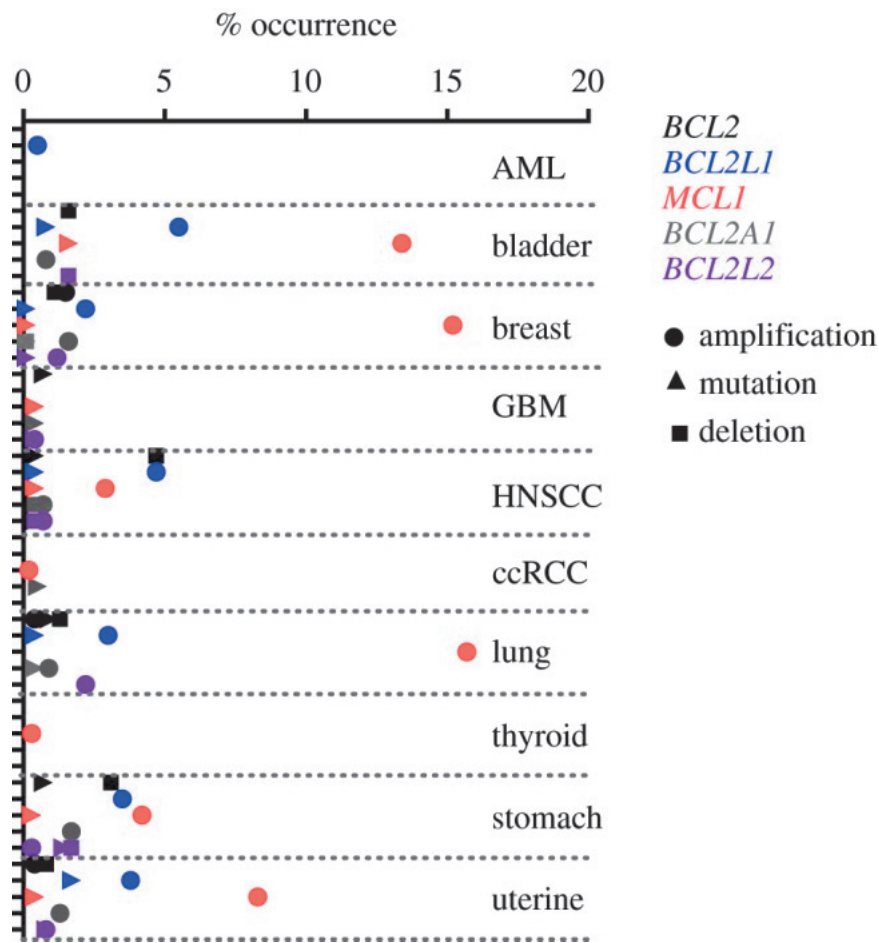 % occurrence
0 5 10 15 20
BCL2
BCL2L1
MCL1
BCL2A1
BCL2L2
amplification
mutation
deletion
AML
bladder
breast
GBM
HNSCC
ccRCC
lung
thyroid
stomach
uterine